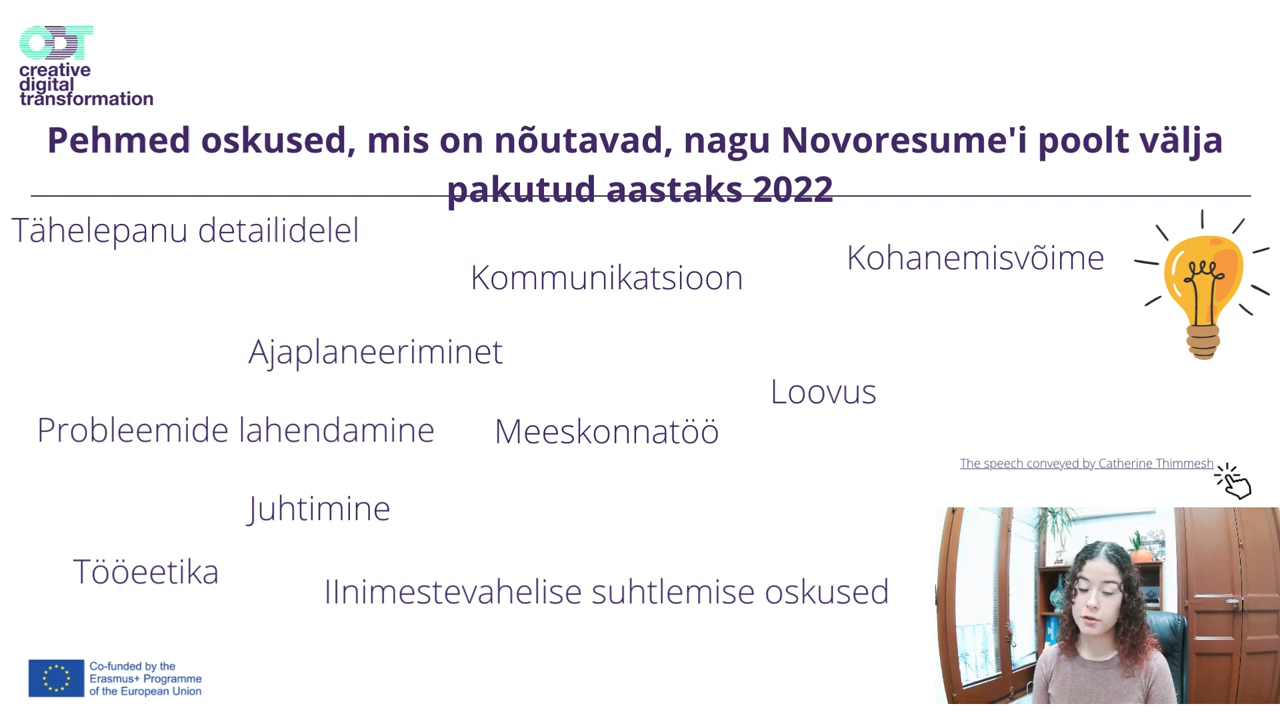 CDT
creative
digital
transformation
Pehmed oskused, mis on nõutavad, nagu Novoresume'i poolt välja
pakutud aastaks 2022
Tähelepanu detailidelel
Kohanemisvõime
Kommunikatsioon
Ajaplaneeriminet
Loovus
Probleemide lahendamine
Meeskonnatöö
The speech conveyed by Catherine Thimmesh
Juhtimine
Tööeetika
IInimestevahelise suhtlemise oskused
Co-funded by the
Erasmus+ Programme
of the European Union